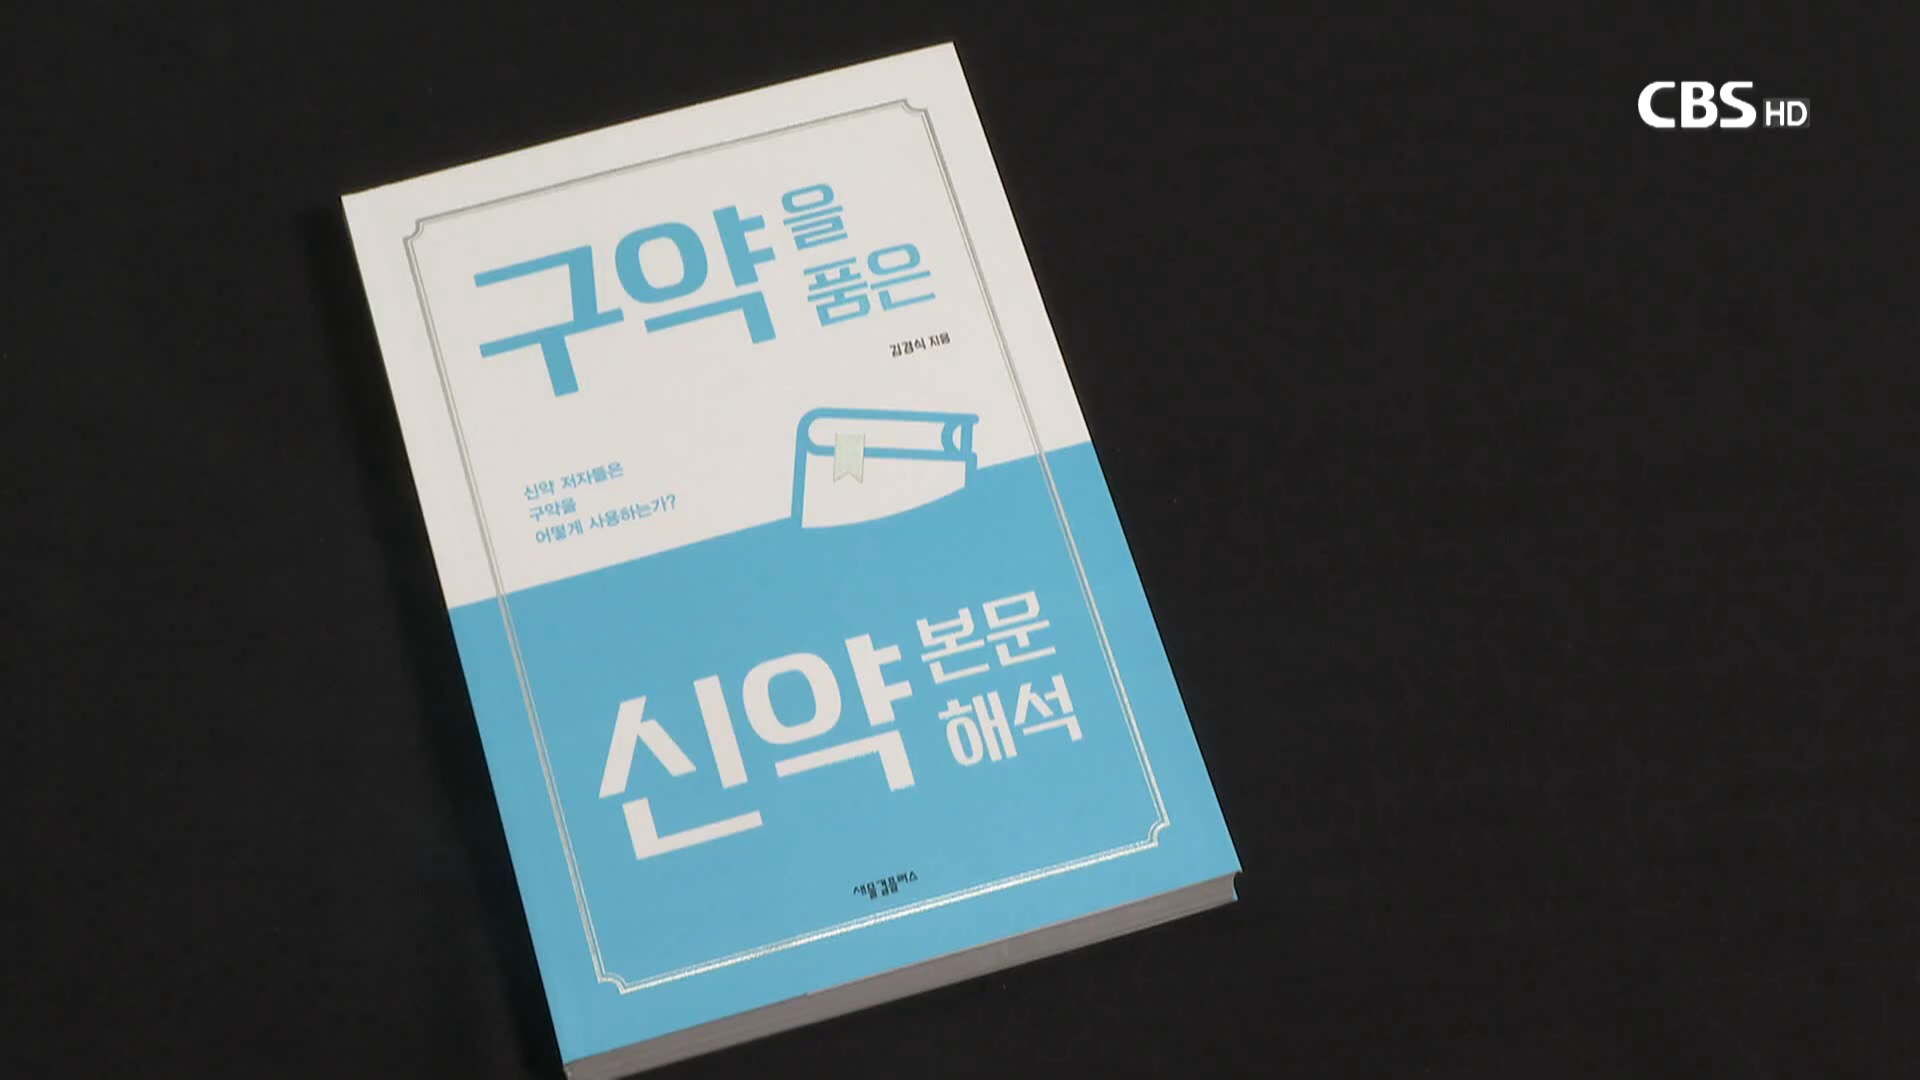 CBS HD
구약을
품은
김경식 지음
신약 저자들은
구약을
어떻게 사용하는가?
신약 본문
해석
새물결플러스